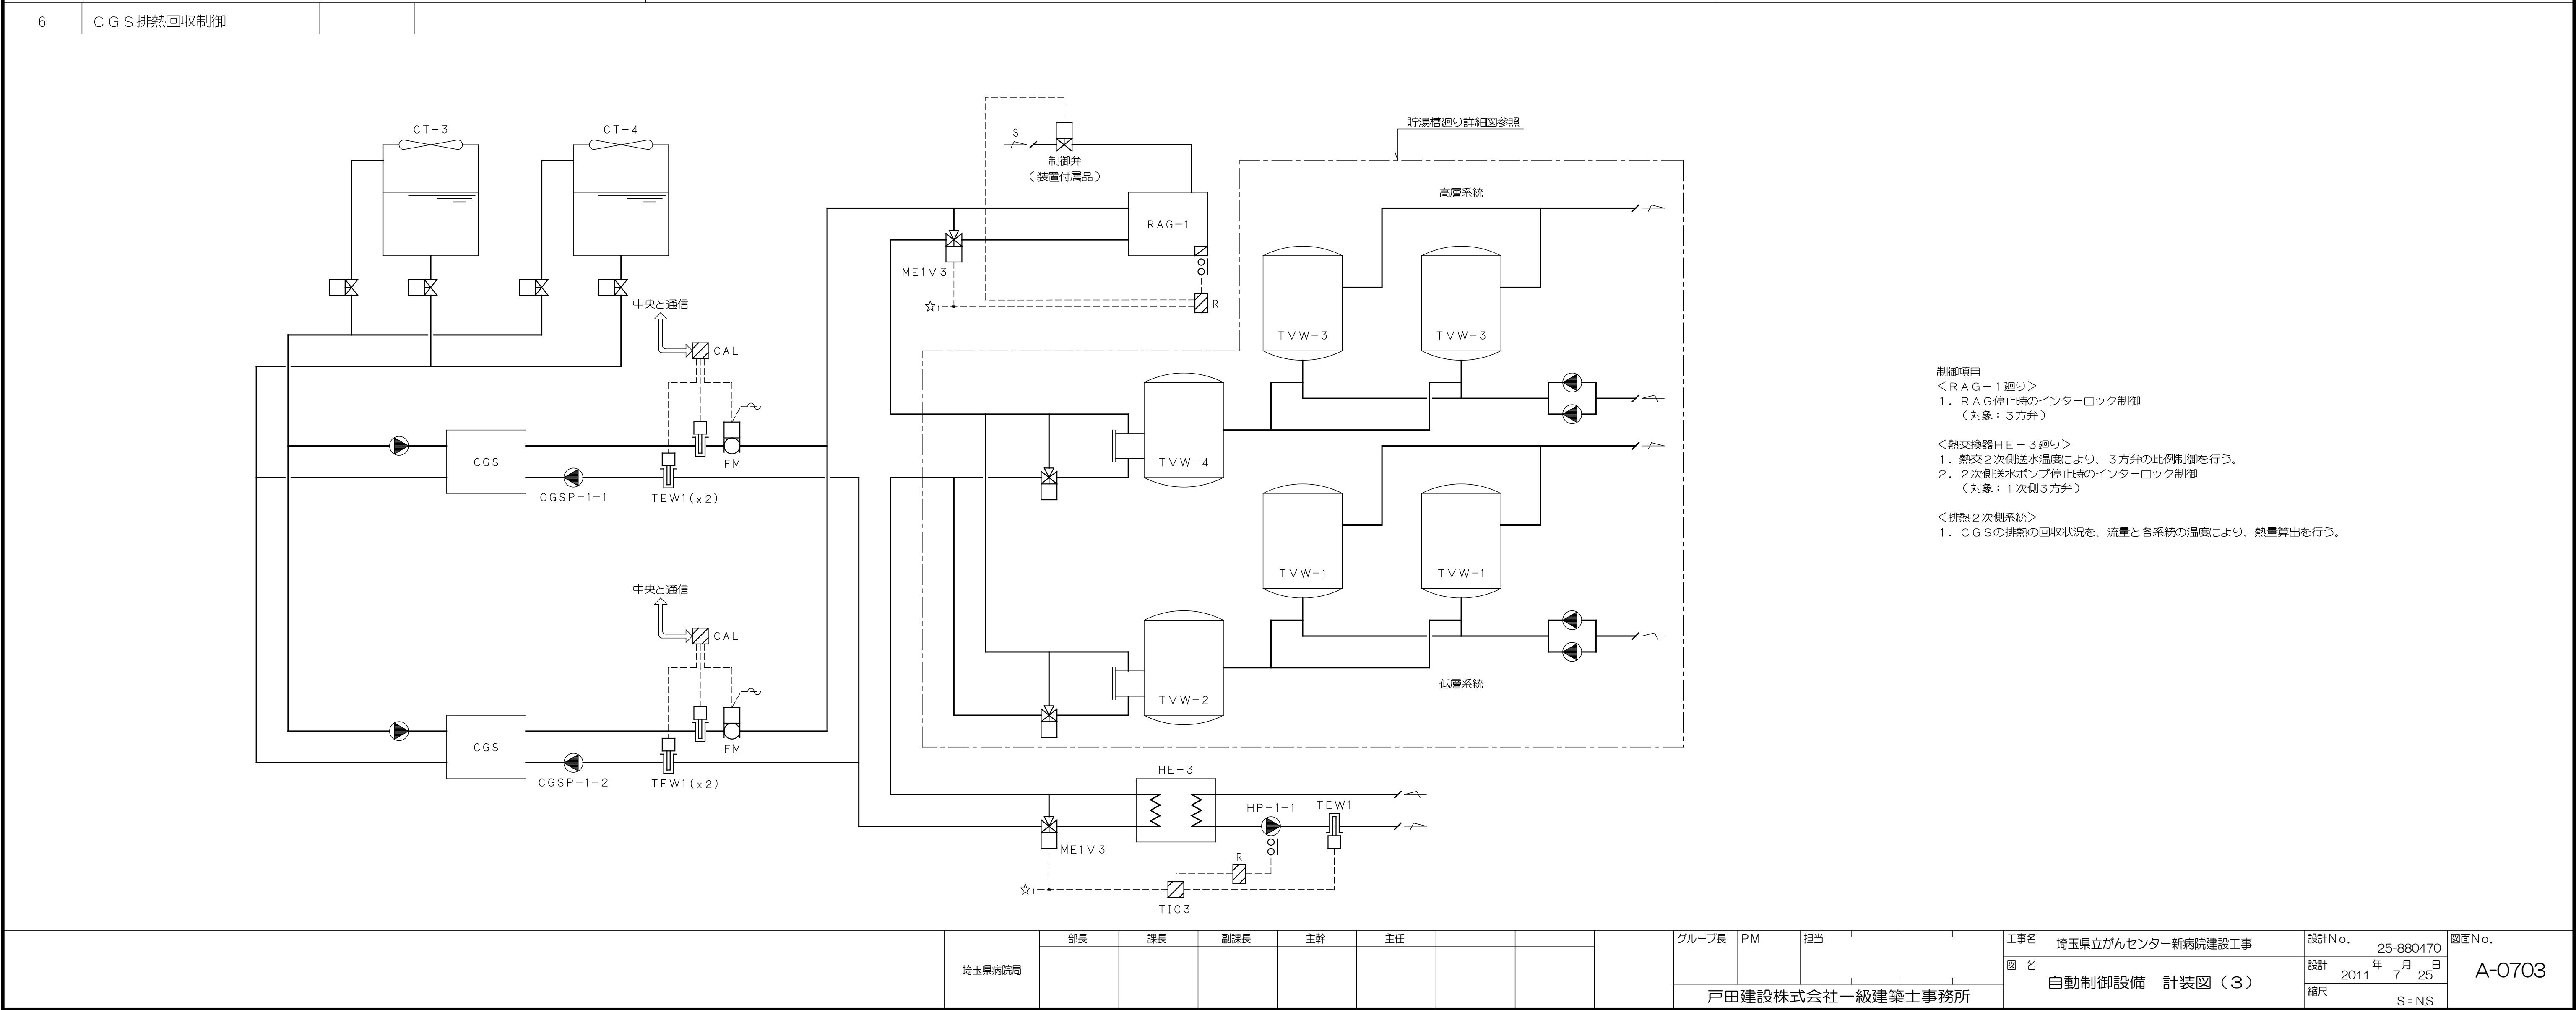 6 CGS排熱回収制御
CT-3
CT-4
S
制御弁
(装置付属品)
RAG-1
ME1V3
☆1
R
貯湯槽廻り詳細図参照
高層系統
TVW-3
TVW-3
中央と通信
CAL
CGS
CGSP-1-1
TEW1(x2)
FM
TVW-4
TVW-1
TVW-1
中央と通信
CAL
CGS
CGSP-1-2
TEW1(x2)
FM
TVW-2
低層系統
HE-3
HP-1-1
TEW1
ME1V3
R
☆1
TIC3
制御項目
<RAG-1廻り>
1.RAG停止時のインターロック制御
(対象:3方弁)
<熱交換器HE-3廻り>
1.熱交2次側送水温度により、3方弁の比例制御を行う。
2.2次側送水ポンプ停止時のインターロック制御
(対象:1次側3方弁)
<排熱2次側系統>
1.CGSの排熱の回収状況を、流量と各系統の温度により、熱量算出を行う。
埼玉県病院局
部長 課長 副課長 主幹 主任
グループ長 PM 担当
戸田建設株式会社一級建築士事務所
工事名 埼玉県立がんセンター新病院建設工事
図 名 自動制御設備 計装図(3)
設計No. 25-880470
設計 2011年 7月 25日
縮尺 S=N.S
図面No.
A-0703